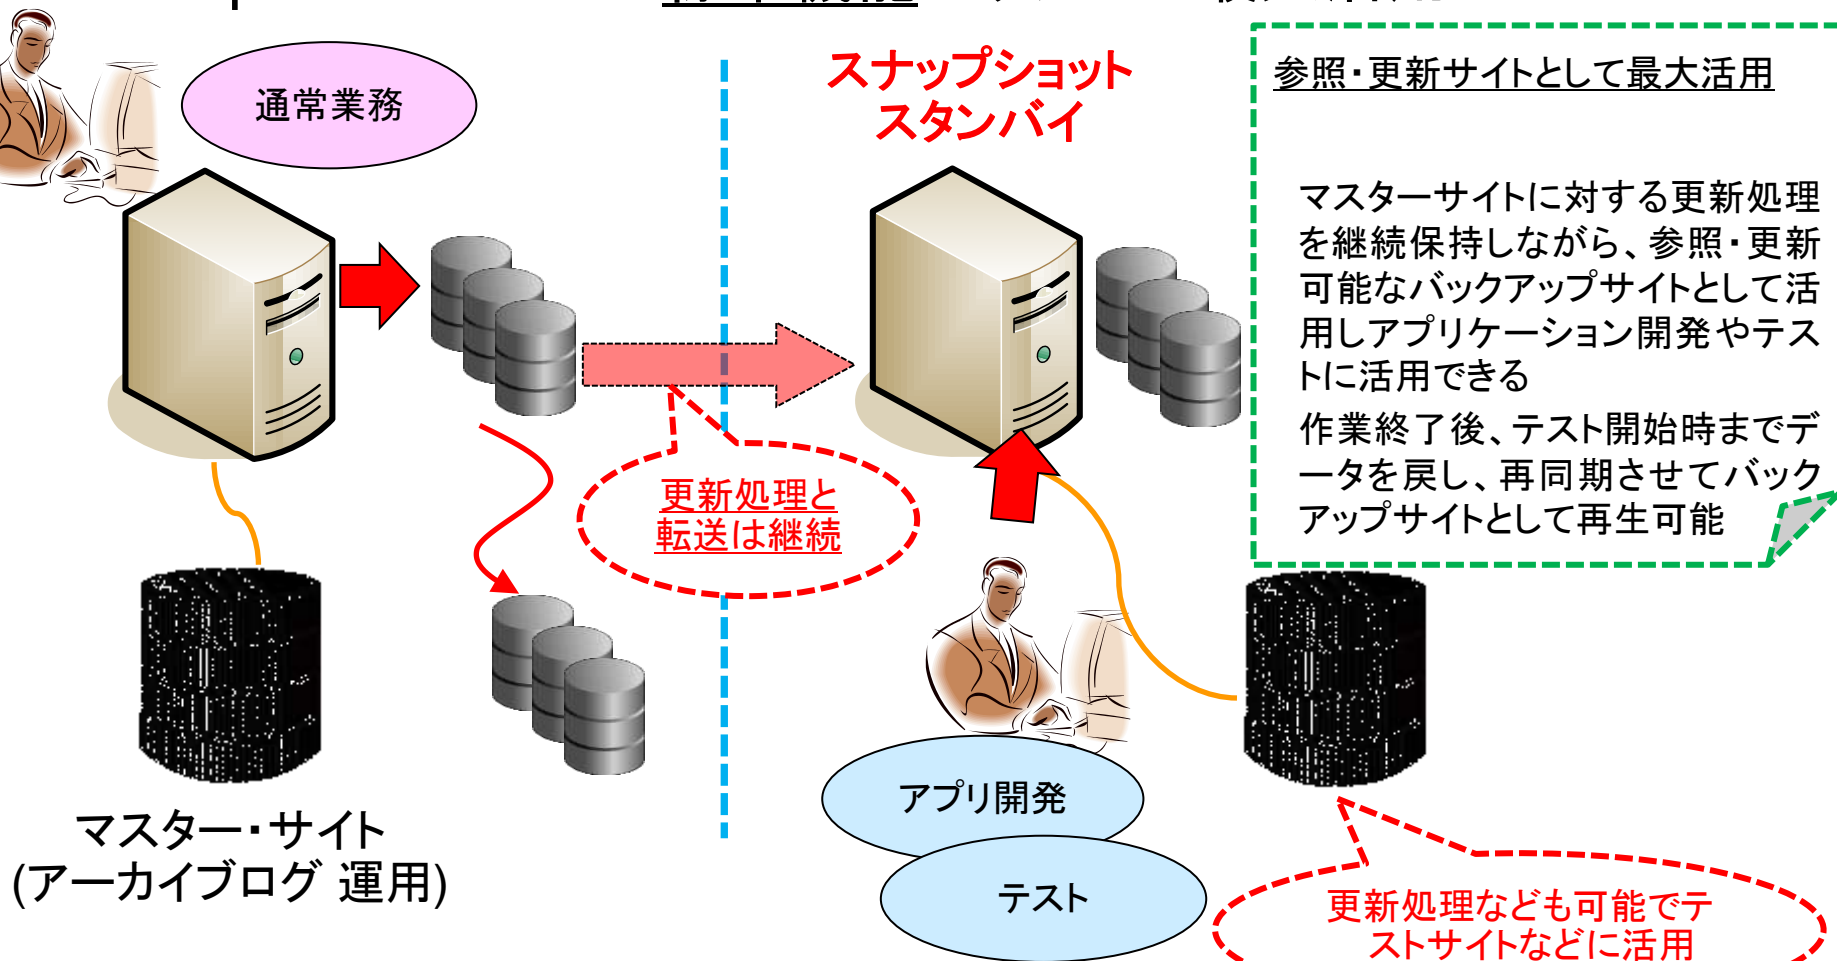 通常業務
スナップショット
スタンバイ
参照・更新サイトとして最大活用
マスターサイトに対する更新処理
を継続保持しながら、参照・更新
可能なバックアップサイトとして活
用しアプリケーション開発やテス
トに活用できる
作業終了後、テスト開始時までデ
ータを戻し、再同期させてバック
アップサイトとして再生可能
更新処理と
転送は継続
アプリ開発
テスト
マスター・サイト
(アーカイブログ 運用)
更新処理なども可能でテ
ストサイトなどに活用